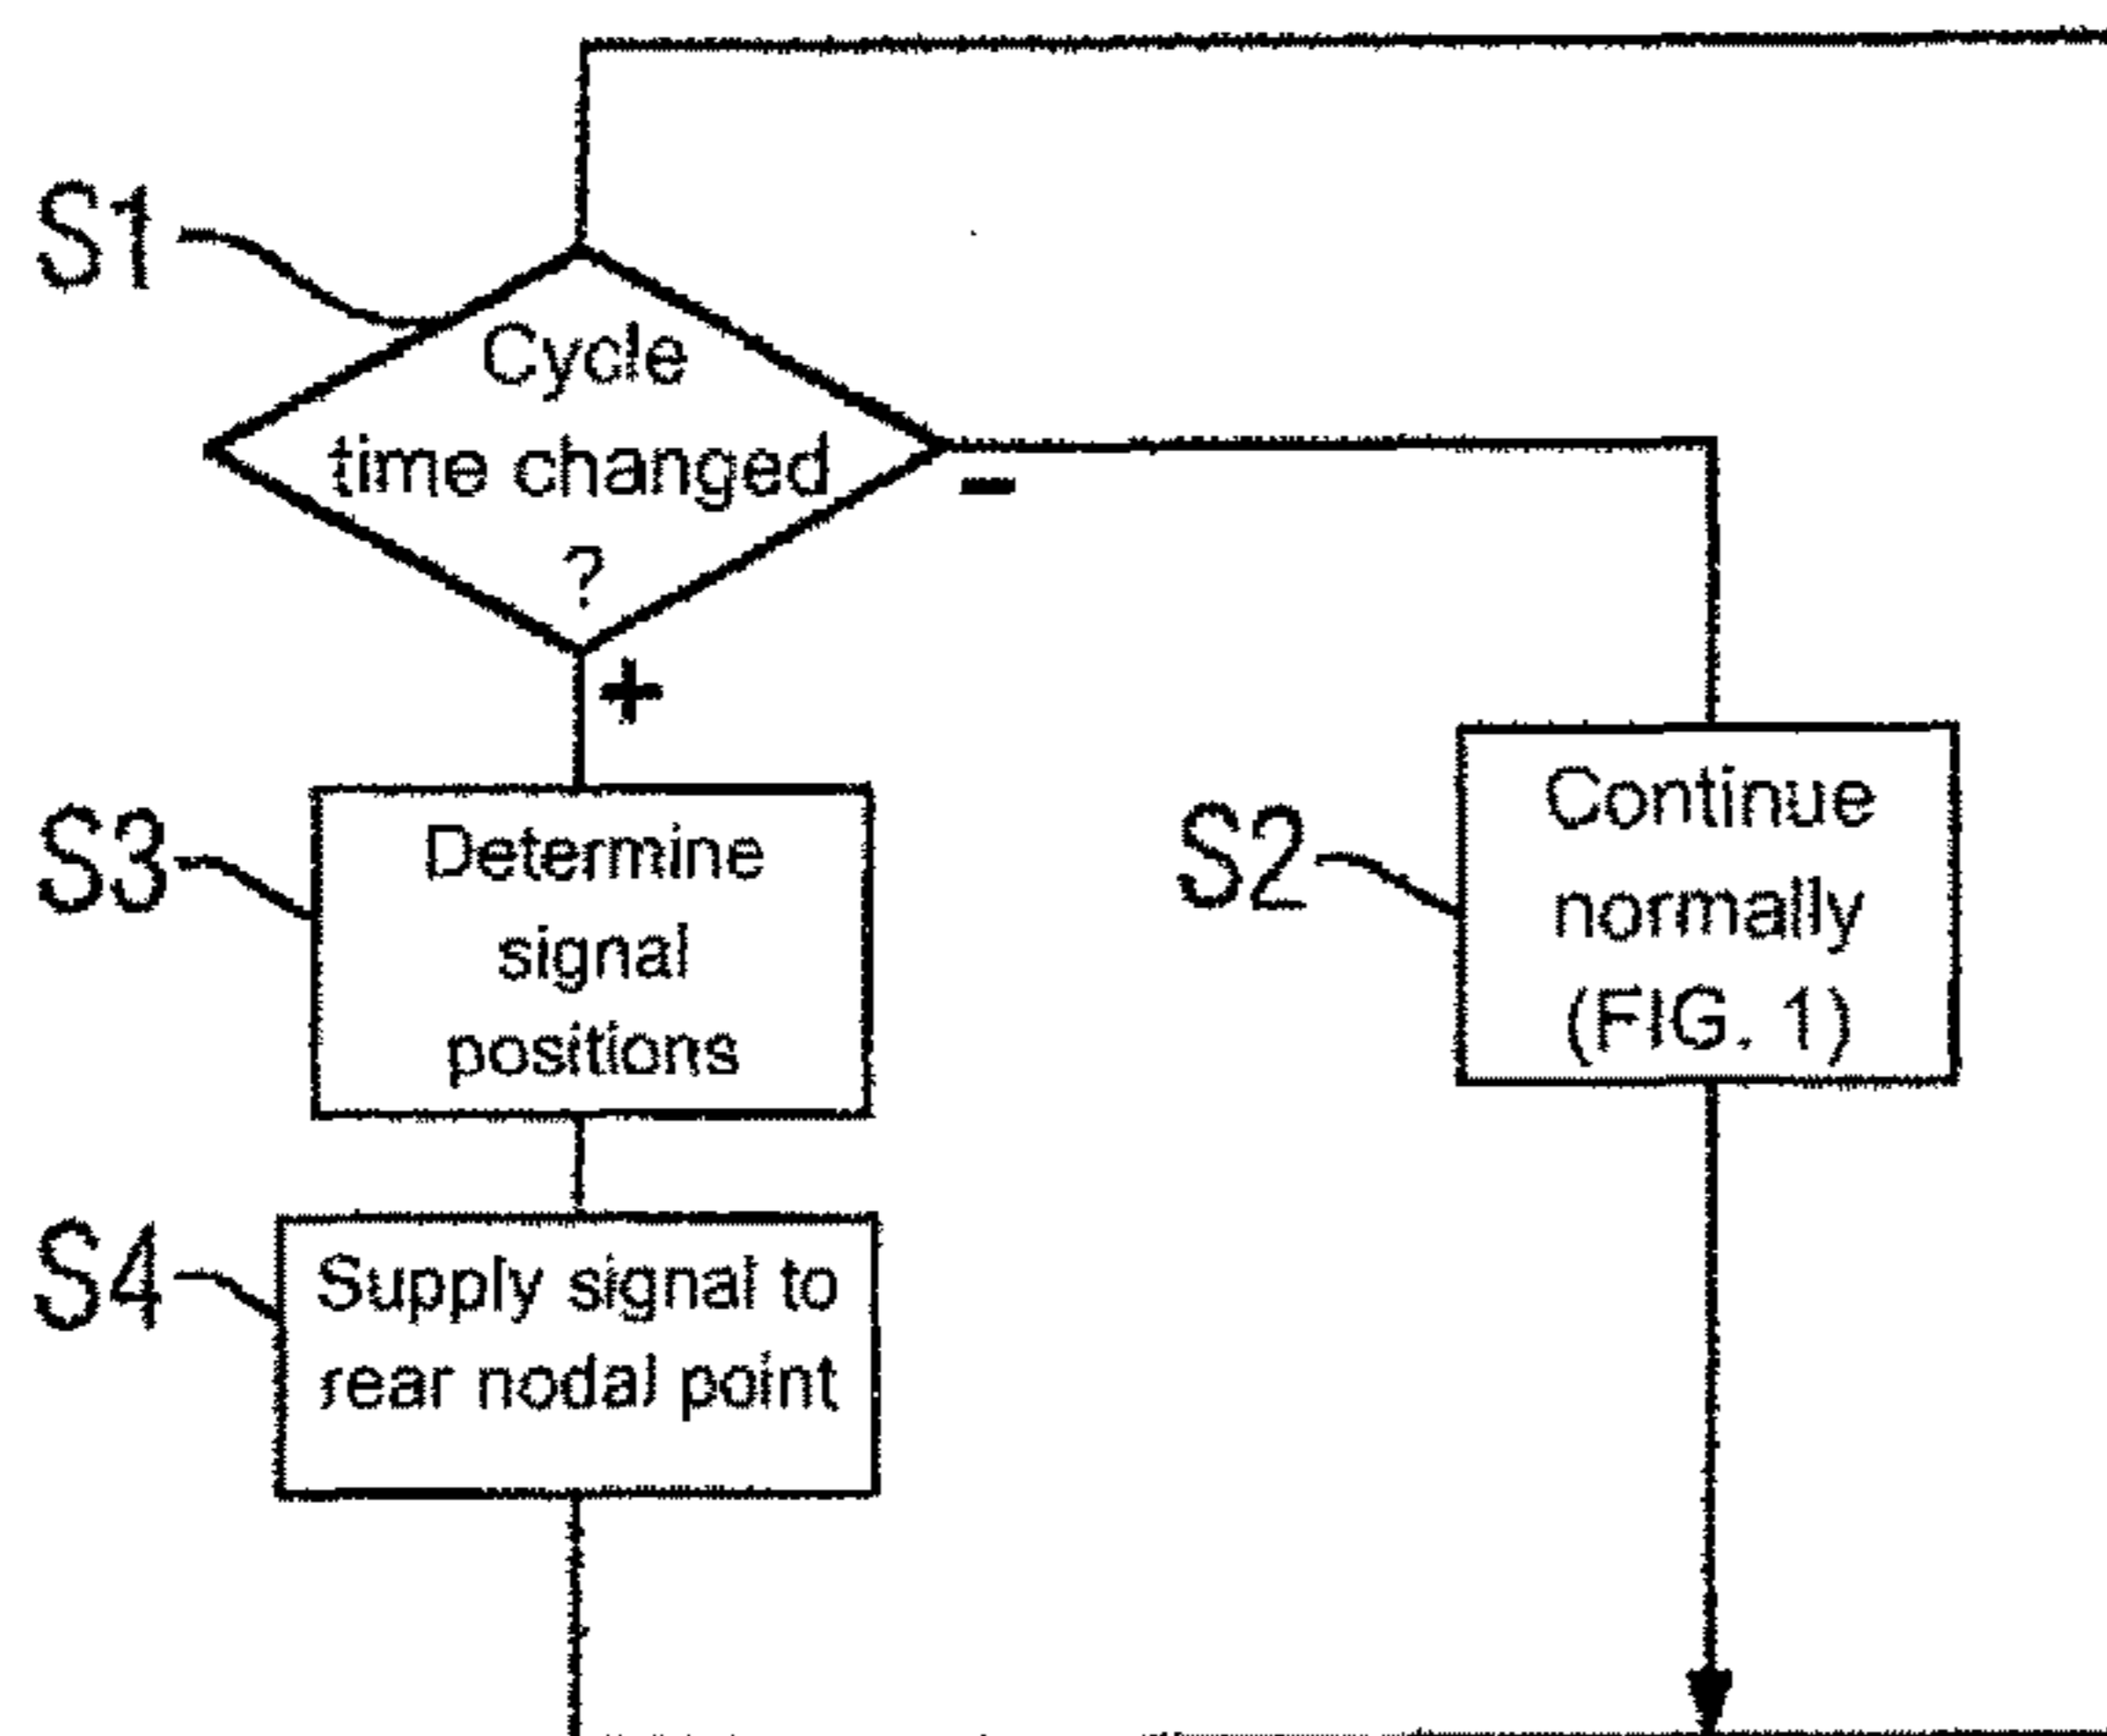 S1
Cycle
time changed
?
-
+
S3
Determine
signal
positions
S2
Continue
normally
(FIG. 1)
S4
Supply signal to
rear nodal point